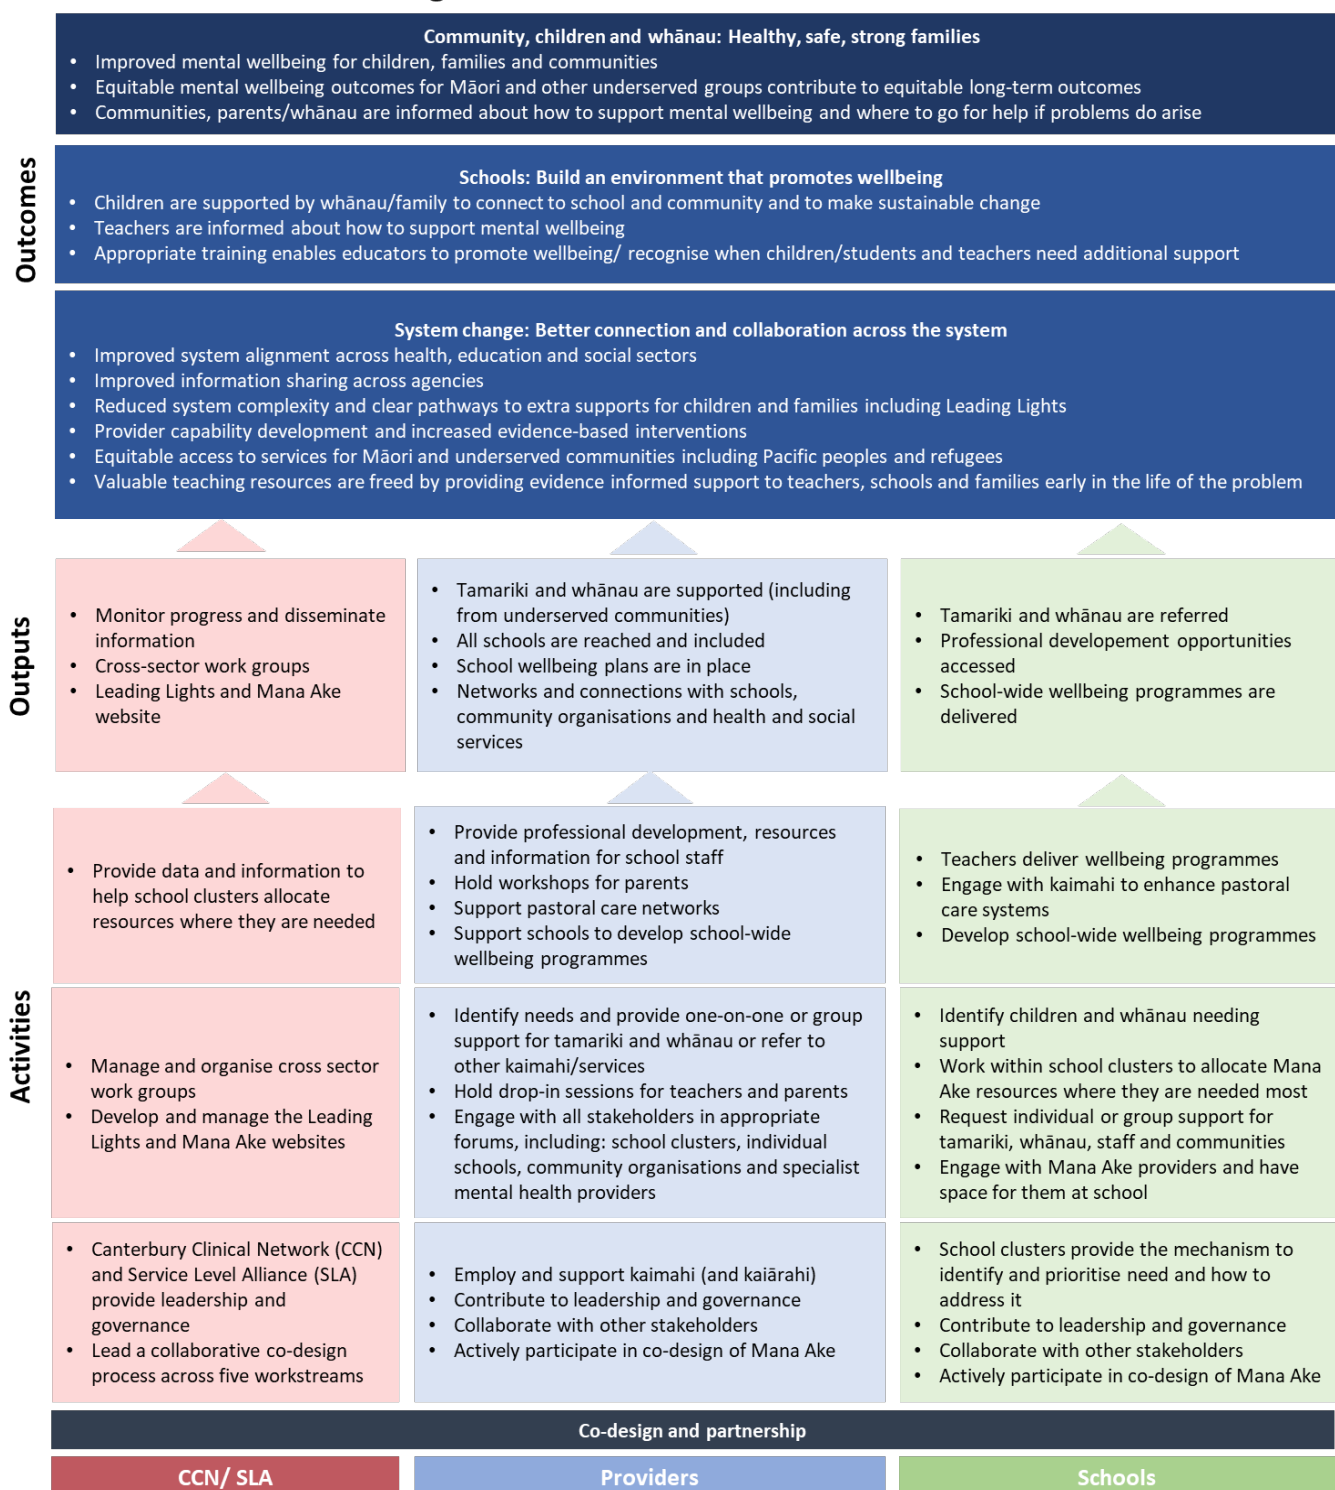 Community, children and whānau: Healthy, safe, strong families
• Improved mental wellbeing for children, families and communities
• Equitable mental wellbeing outcomes for Māori and other underserved groups contribute to equitable long-term outcomes
• Communities, parents/whānau are informed about how to support mental wellbeing and where to go for help if problems do arise
Outcomes
Schools: Build an environment that promotes wellbeing
• Children are supported by whānau/family to connect to school and community and to make sustainable change
• Teachers are informed about how to support mental wellbeing
• Appropriate training enables educators to promote wellbeing/ recognise when children/students and teachers need additional support
System change: Better connection and collaboration across the system
• Improved system alignment across health, education and social sectors
• Improved information sharing across agencies
• Reduced system complexity and clear pathways to extra supports for children and families including Leading Lights
• Provider capability development and increased evidence-based interventions
• Equitable access to services for Māori and underserved communities including Pacific peoples and refugees
• Valuable teaching resources are freed by providing evidence informed support to teachers, schools and families early in the life of the problem
Outputs
• Monitor progress and disseminate
information
• Cross-sector work groups
• Leading Lights and Mana Ake
website
• Tamariki and whānau are supported (including
from underserved communities)
• All schools are reached and included
• School wellbeing plans are in place
• Networks and connections with schools,
community organisations and health and social
services
• Tamariki and whānau are referred
• Professional developement opportunities
accessed
• School-wide wellbeing programmes are
delivered
Activities
• Provide data and information to
help school clusters allocate
resources where they are needed
• Provide professional development, resources
and information for school staff
• Hold workshops for parents
• Support pastoral care networks
• Support schools to develop school-wide
wellbeing programmes
• Teachers deliver wellbeing programmes
• Engage with kaimahi to enhance pastoral
care systems
• Develop school-wide wellbeing programmes
• Manage and organise cross sector
work groups
• Develop and manage the Leading
Lights and Mana Ake websites
• Identify needs and provide one-on-one or group
support for tamariki and whānau or refer to
other kaimahi/services
• Hold drop-in sessions for teachers and parents
• Engage with all stakeholders in appropriate
forums, including: school clusters, individual
schools, community organisations and specialist
mental health providers
• Identify children and whānau needing
support
• Work within school clusters to allocate Mana
Ake resources where they are needed most
• Request individual or group support for
tamariki, whānau, staff and communities
• Engage with Mana Ake providers and have
space for them at school
• Canterbury Clinical Network (CCN)
and Service Level Alliance (SLA)
provide leadership and
governance
• Lead a collaborative co-design
process across five workstreams
• Employ and support kaimahi (and kaiārahi)
• Contribute to leadership and governance
• Collaborate with other stakeholders
• Actively participate in co-design of Mana Ake
• School clusters provide the mechanism to
identify and prioritise need and how to
address it
• Contribute to leadership and governance
• Collaborate with other stakeholders
• Actively participate in co-design of Mana Ake
Co-design and partnership
CCN/ SLA
Providers
Schools